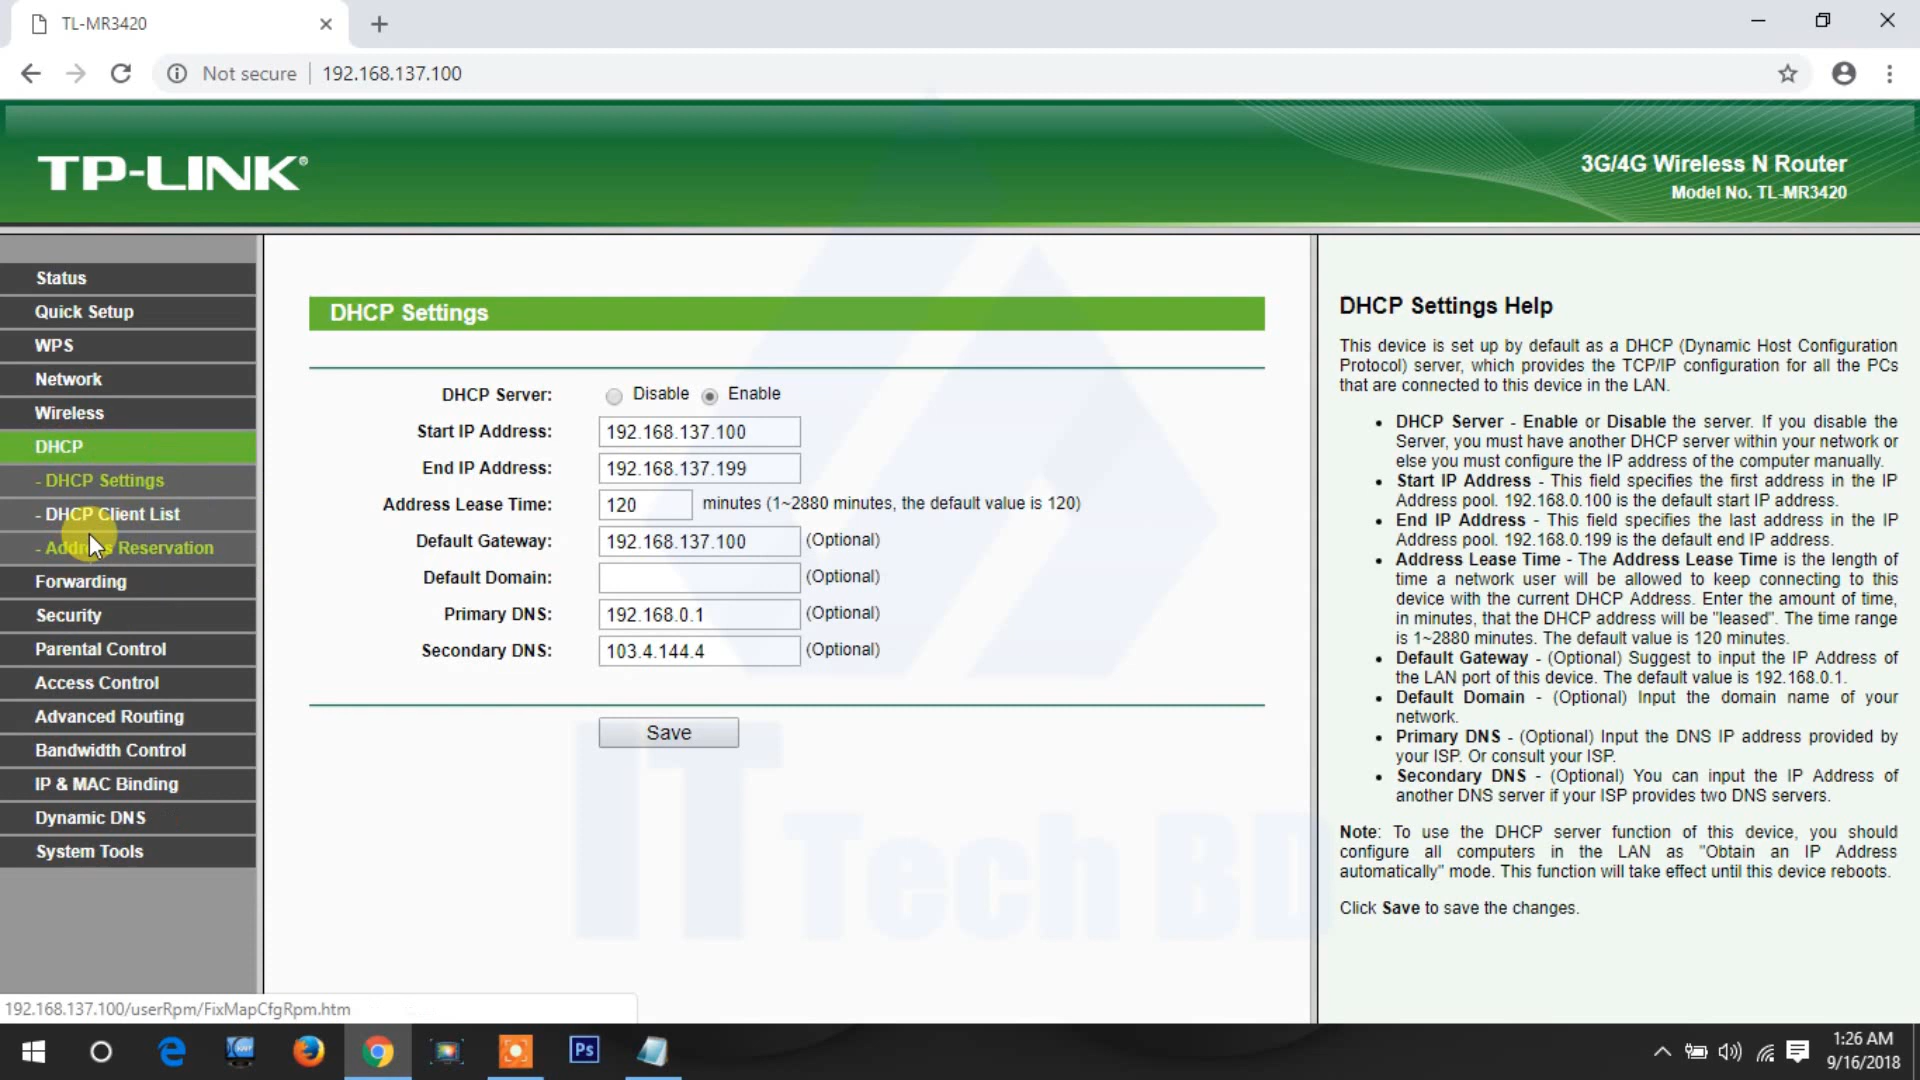 TL-MR3420
Not secure 192.168.137.100
TP-LINK®
3G/4G Wireless N Router
Model No. TL-MR3420
Status
Quick Setup
WPS
Network
Wireless
DHCP
- DHCP Settings
- DHCP Client List
- Address Reservation
Forwarding
Security
Parental Control
Access Control
Advanced Routing
Bandwidth Control
IP & MAC Binding
Dynamic DNS
System Tools
DHCP Settings
DHCP Server: Disable Enable
Start IP Address: 192.168.137.100
End IP Address: 192.168.137.199
Address Lease Time: 120 minutes (1~2880 minutes, the default value is 120)
Default Gateway: 192.168.137.100 (Optional)
Default Domain: (Optional)
Primary DNS: 192.168.0.1 (Optional)
Secondary DNS: 103.4.144.4 (Optional)
Save
IT Tech BD
DHCP Settings Help
This device is set up by default as a DHCP (Dynamic Host Configuration
Protocol) server, which provides the TCP/IP configuration for all the PCs
that are connected to this device in the LAN.
• DHCP Server - Enable or Disable the server. If you disable the
Server, you must have another DHCP server within your network or
else you must configure the IP address of the computer manually.
• Start IP Address - This field specifies the first address in the IP
Address pool. 192.168.0.100 is the default start IP address.
• End IP Address - This field specifies the last address in the IP
Address pool. 192.168.0.199 is the default end IP address.
• Address Lease Time - The Address Lease Time is the length of
time a network user will be allowed to keep connecting to this
device with the current DHCP Address. Enter the amount of time,
in minutes, that the DHCP address will be "leased". The time range
is 1~2880 minutes. The default value is 120 minutes.
• Default Gateway - (Optional) Suggest to input the IP Address of
the LAN port of this device. The default value is 192.168.0.1.
• Default Domain - (Optional) Input the domain name of your
network.
• Primary DNS - (Optional) Input the DNS IP address provided by
your ISP. Or consult your ISP.
• Secondary DNS - (Optional) You can input the IP Address of
another DNS server if your ISP provides two DNS servers.
Note: To use the DHCP server function of this device, you should
configure all computers in the LAN as "Obtain an IP Address
automatically" mode. This function will take effect until this device reboots.
Click Save to save the changes.
192.168.137.100/userRpm/FixMapCfgRpm.htm
Ps
1:26 AM
9/16/2018